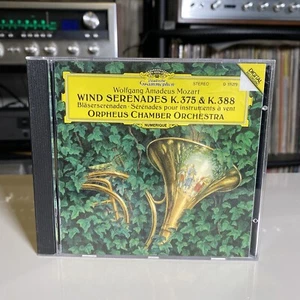 Deutsche
Grammophon
STEREO
DIGITAL
Wolfgang Amadeus Mozart
WIND SERENADES K. 375 & K. 388
Bläserserenaden · Sérénades pour instruments à vent
ORPHEUS CHAMBER ORCHESTRA
NUMERIQUE